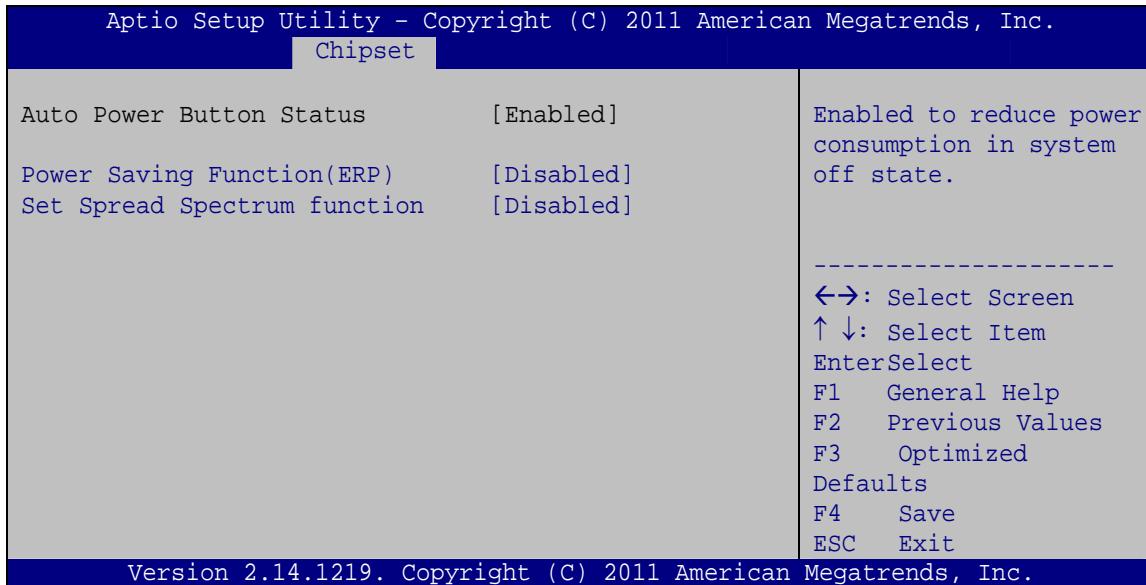 Aptio Setup Utility – Copyright (C) 2011 American Megatrends, Inc.
Chipset
Auto Power Button Status [Enabled]
Power Saving Function(ERP) [Disabled]
Set Spread Spectrum function [Disabled]
Enabled to reduce power
consumption in system
off state.
---------------------
←→: Select Screen
↑ ↓: Select Item
EnterSelect
F1 General Help
F2 Previous Values
F3 Optimized
Defaults
F4 Save
ESC Exit
Version 2.14.1219. Copyright (C) 2011 American Megatrends, Inc.